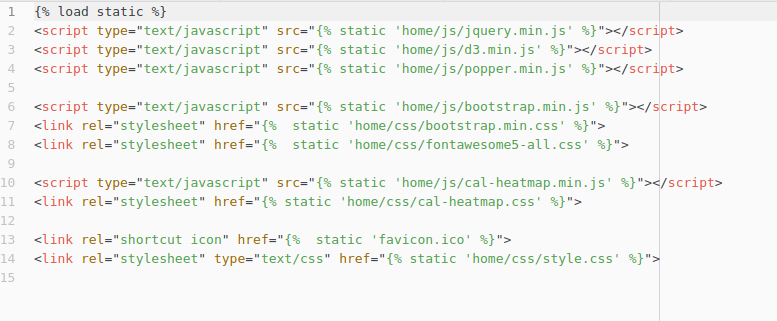 1 {% load static %}
2 <script type="text/javascript" src="{% static 'home/js/jquery.min.js' %}"></script>
3 <script type="text/javascript" src="{% static 'home/js/d3.min.js' %}"></script>
4 <script type="text/javascript" src="{% static 'home/js/popper.min.js' %}"></script>
5
6 <script type="text/javascript" src="{% static 'home/js/bootstrap.min.js' %}"></script>
7 <link rel="stylesheet" href="{%  static 'home/css/bootstrap.min.css' %}">
8 <link rel="stylesheet" href="{%  static 'home/css/fontawesome5-all.css' %}">
9
10 <script type="text/javascript" src="{% static 'home/js/cal-heatmap.min.js' %}"></script>
11 <link rel="stylesheet" href="{% static 'home/css/cal-heatmap.css' %}">
12
13 <link rel="shortcut icon" href="{%  static 'favicon.ico' %}">
14 <link rel="stylesheet" type="text/css" href="{% static 'home/css/style.css' %}">
15